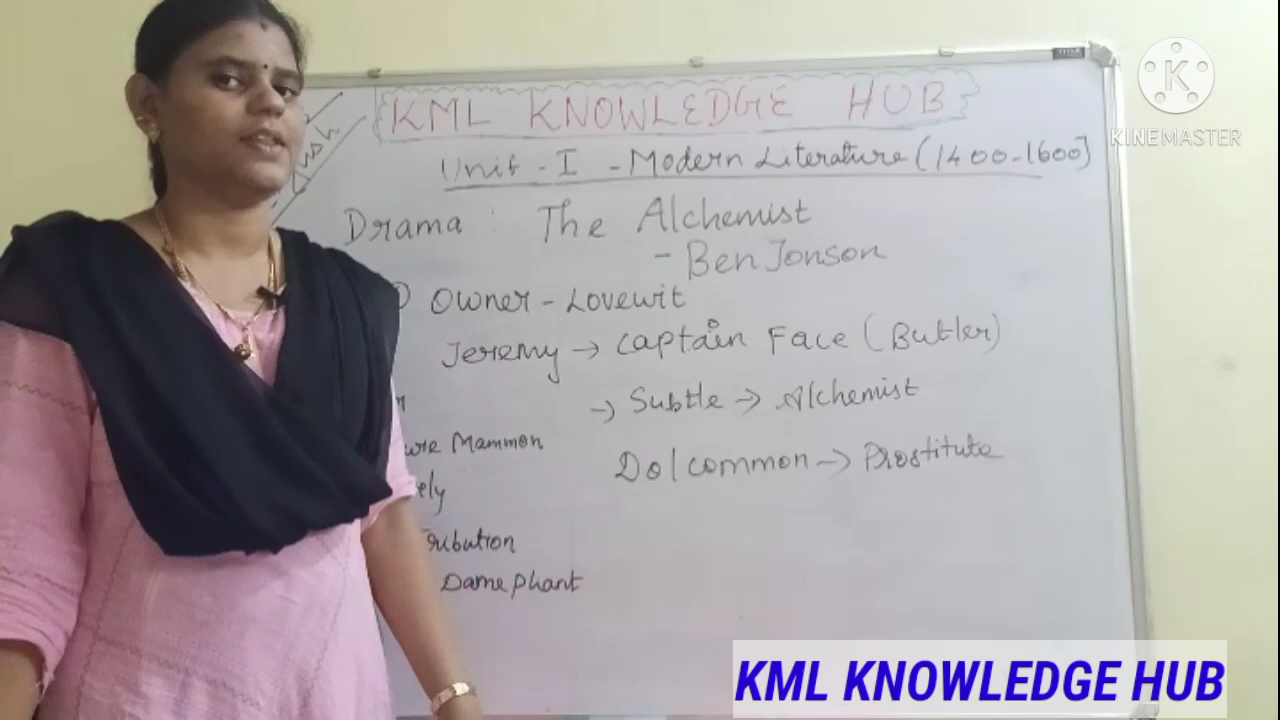 KML KNOWLEDGE HUB
K
KINEMASTER
Unit - I - Modern Literature (1400-1600]
Drama : The Alchemist
- Ben Jonson
Owner - Lovewit
Jeremy → Captain Face (Butler)
→ Subtle → Alchemist
Mammon
Dol common → Prostitute
Tribution
Dame Phant
KML KNOWLEDGE HUB